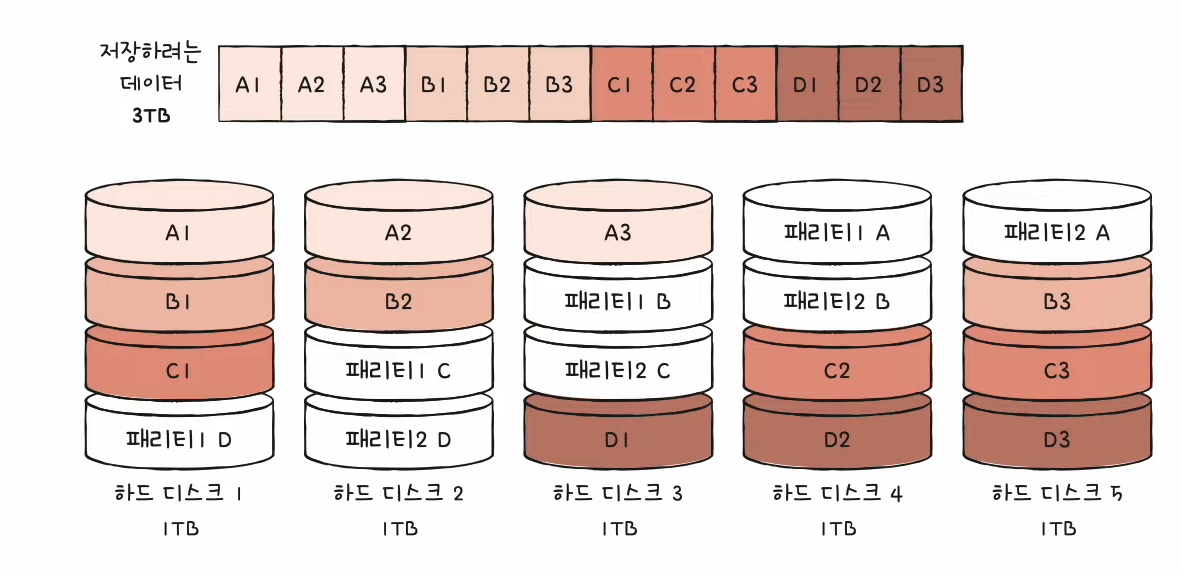 저장하려는
데이터
3TB
A1 A2 A3 B1 B2 B3 C1 C2 C3 D1 D2 D3
A1 A2 A3 패리티1 A 패리티2 A
B1 B2 패리티1 B 패리티2 B B3
C1 패리티1 C 패리티2 C C2 C3
패리티1 D 패리티2 D D1 D2 D3
하드 디스크 1 하드 디스크 2 하드 디스크 3 하드 디스크 4 하드 디스크 5
1TB 1TB 1TB 1TB 1TB